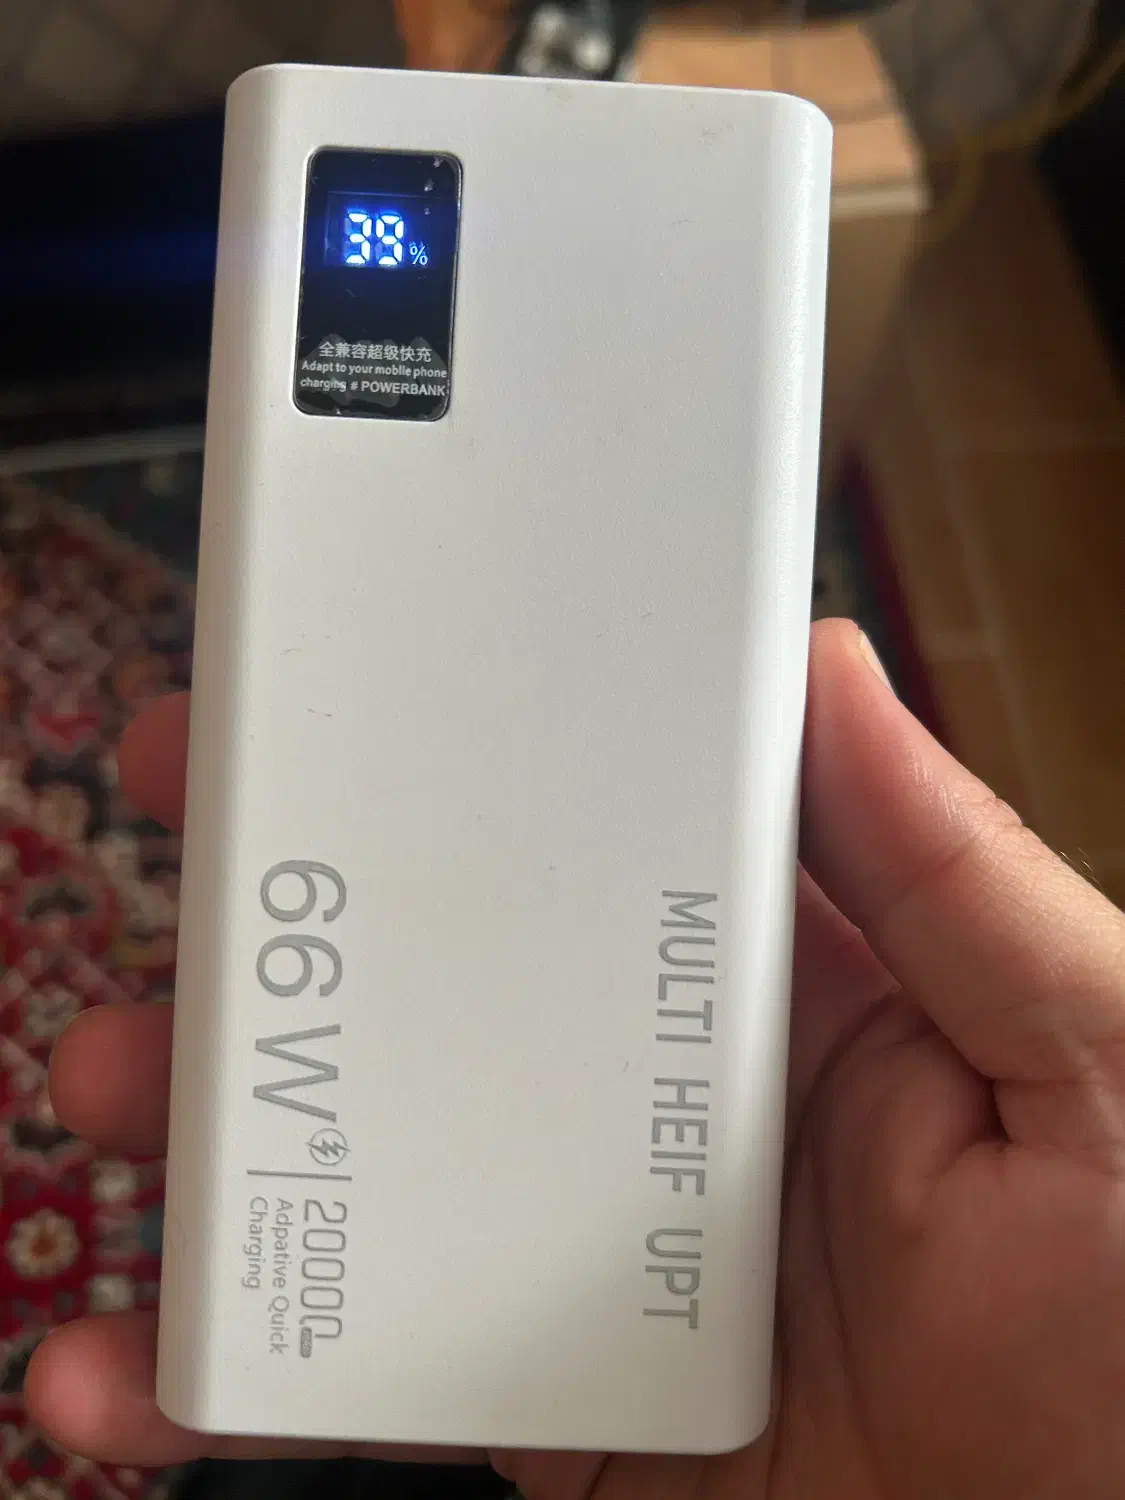 39%
全兼容超级快充
Adapt to your moblle phone
charging # POWERBANK
MULTI HEIF UPT
66W
20000
Adpative Quick
Charging